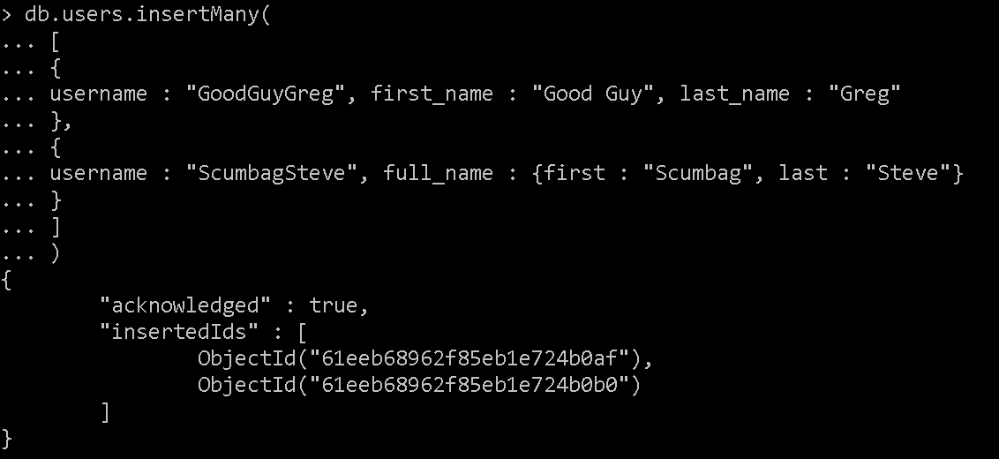 > db.users.insertMany(
... [
... {
... username : "GoodGuyGreg", first_name : "Good Guy", last_name : "Greg"
... },
... {
... username : "ScumbagSteve", full_name : {first : "Scumbag", last : "Steve"}
... }
... ]
... )
{
        "acknowledged" : true,
        "insertedIds" : [
                ObjectId("61eeb68962f85eb1e724b0af"),
                ObjectId("61eeb68962f85eb1e724b0b0")
        ]
}